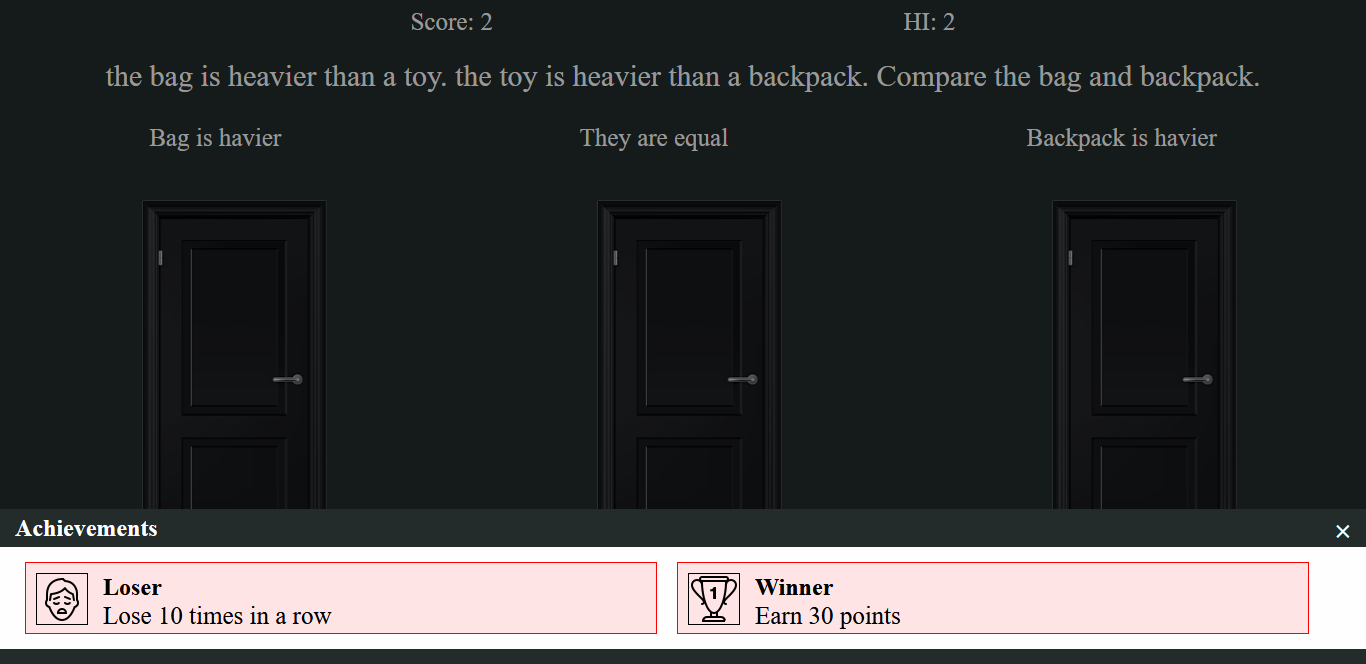 Score: 2 HI: 2
the bag is heavier than a toy. the toy is heavier than a backpack. Compare the bag and backpack.
Bag is havier They are equal Backpack is havier
Achievements ×
Loser
Lose 10 times in a row
1
Winner
Earn 30 points